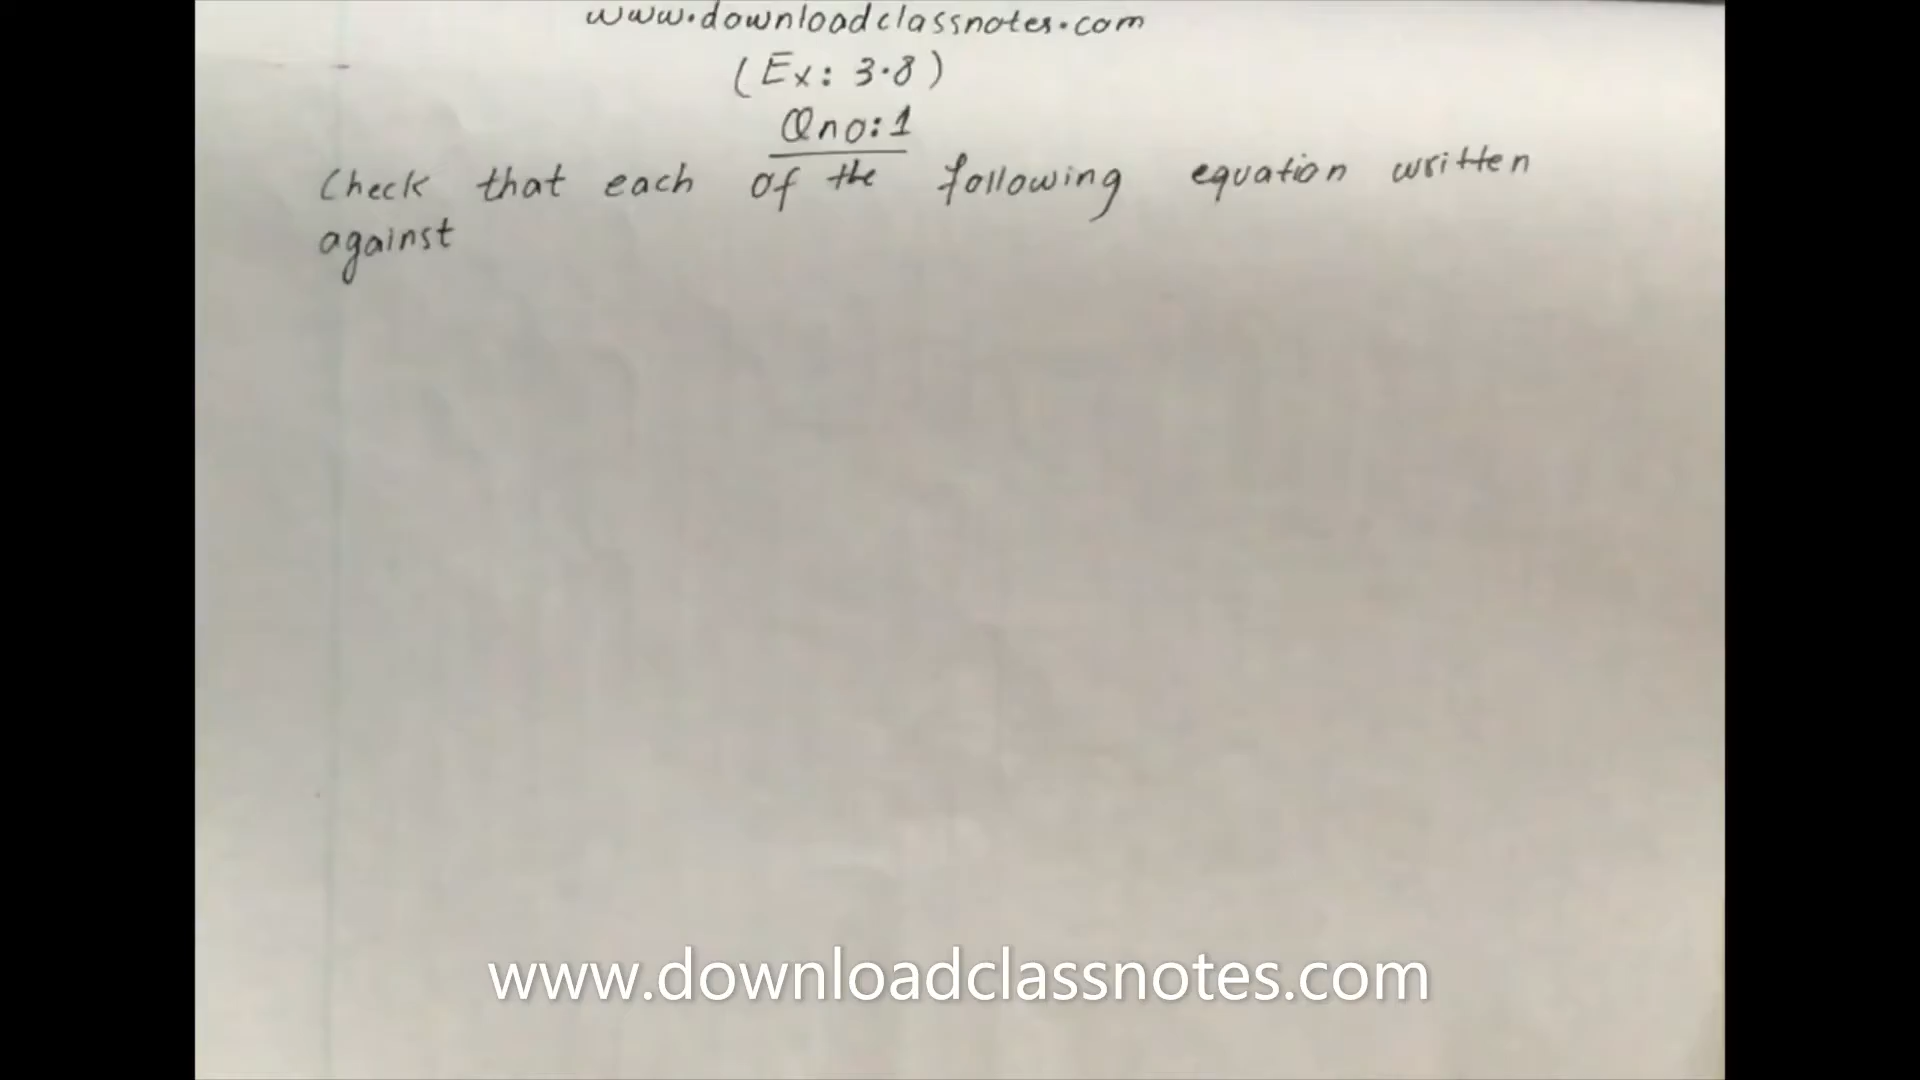 www.downloadclassnotes.com
(Ex: 3.8)
Qno:1
Check that each of the following equation written
against
www.downloadclassnotes.com